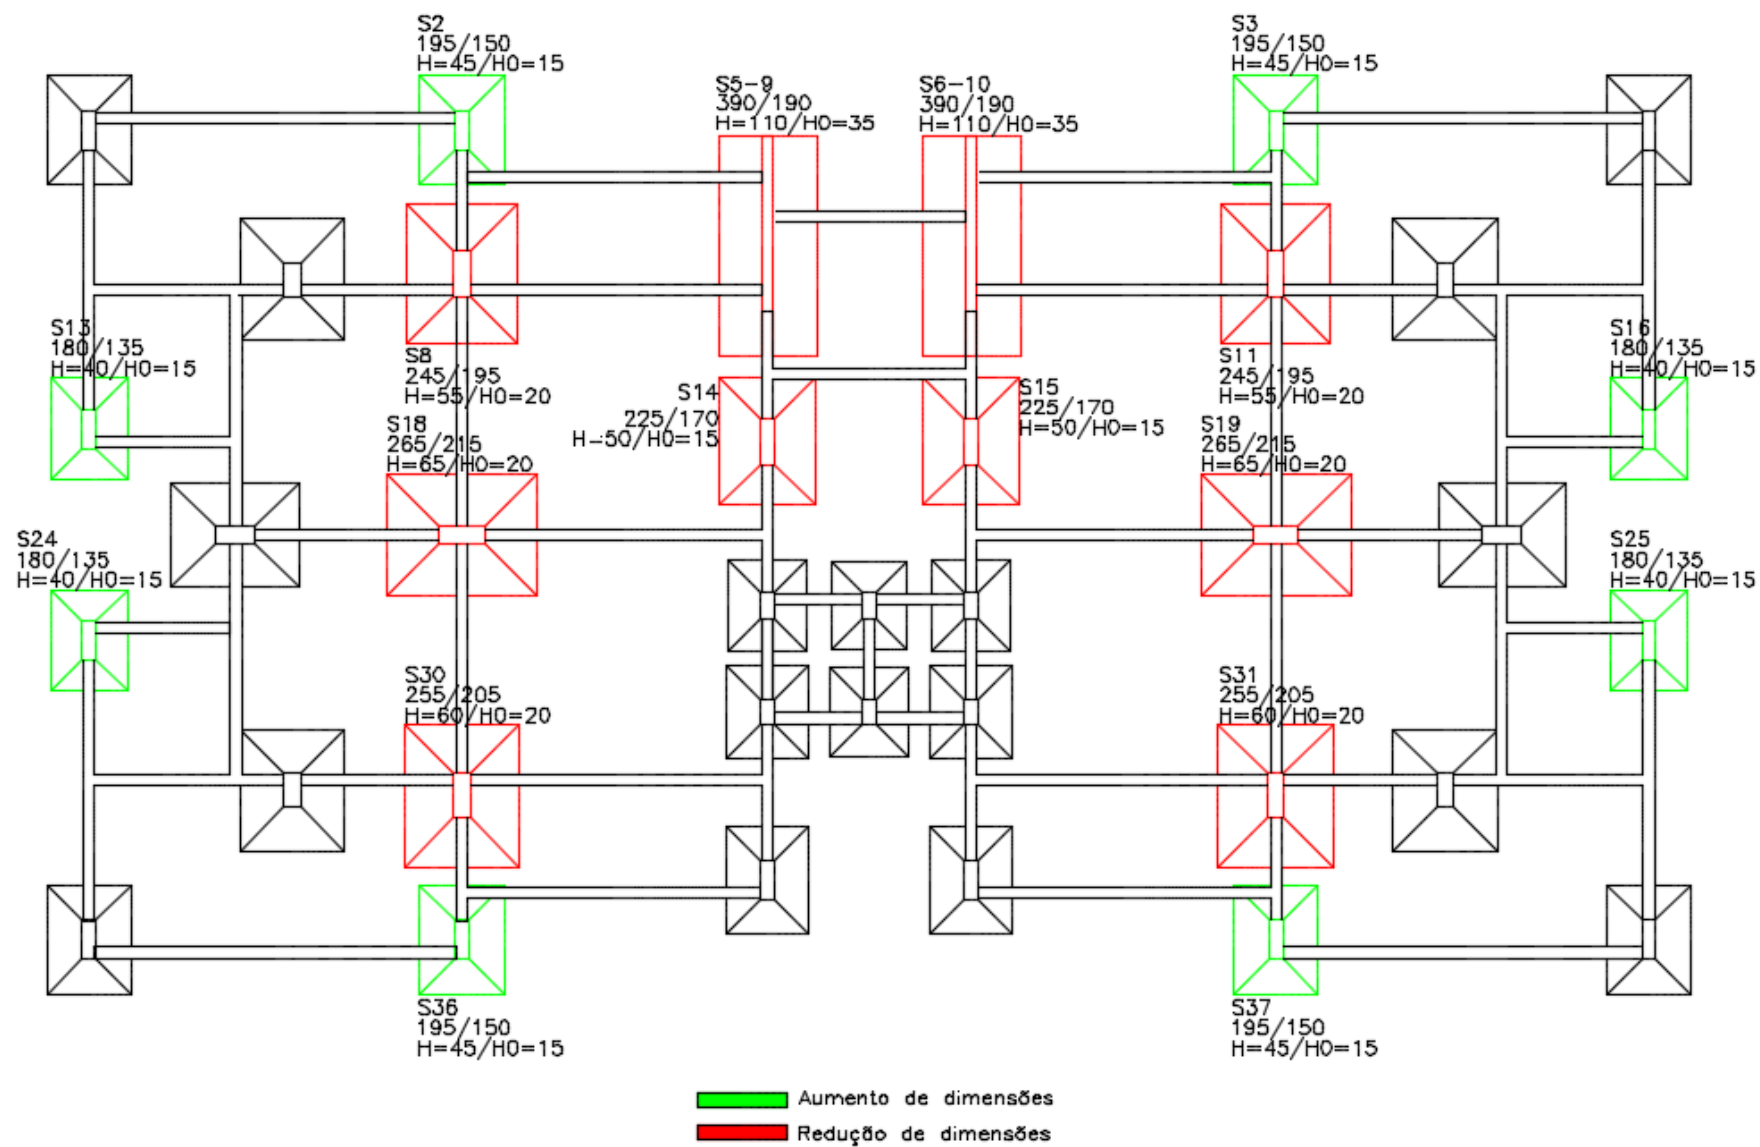 S2
195/150
H=45/H0=15
S3
195/150
H=45/H0=15
S5-9
390/190
H=110/H0=35
S6-10
390/190
H=110/H0=35
S13
180/135
H=40/H0=15
S8
245/195
H=55/H0=20
S14
225/170
H-50/H0=15
S15
225/170
H=50/H0=15
S11
245/195
H=55/H0=20
S16
180/135
H=40/H0=15
S18
265/215
H=65/H0=20
S19
265/215
H=65/H0=20
S24
180/135
H=40/H0=15
S25
180/135
H=40/H0=15
S30
255/205
H=60/H0=20
S31
255/205
H=60/H0=20
S36
195/150
H=45/H0=15
S37
195/150
H=45/H0=15
Aumento de dimensões
Redução de dimensões